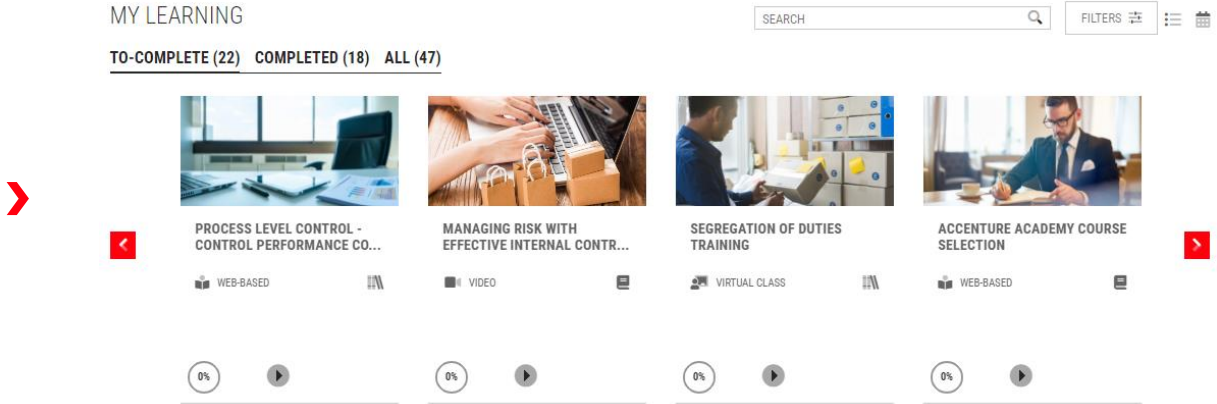 MY LEARNING
SEARCH
FILTERS
TO-COMPLETE (22) COMPLETED (18) ALL (47)
PROCESS LEVEL CONTROL -
CONTROL PERFORMANCE CO...
WEB-BASED
0%
MANAGING RISK WITH
EFFECTIVE INTERNAL CONTR...
VIDEO
0%
SEGREGATION OF DUTIES
TRAINING
VIRTUAL CLASS
0%
ACCENTURE ACADEMY COURSE
SELECTION
WEB-BASED
0%